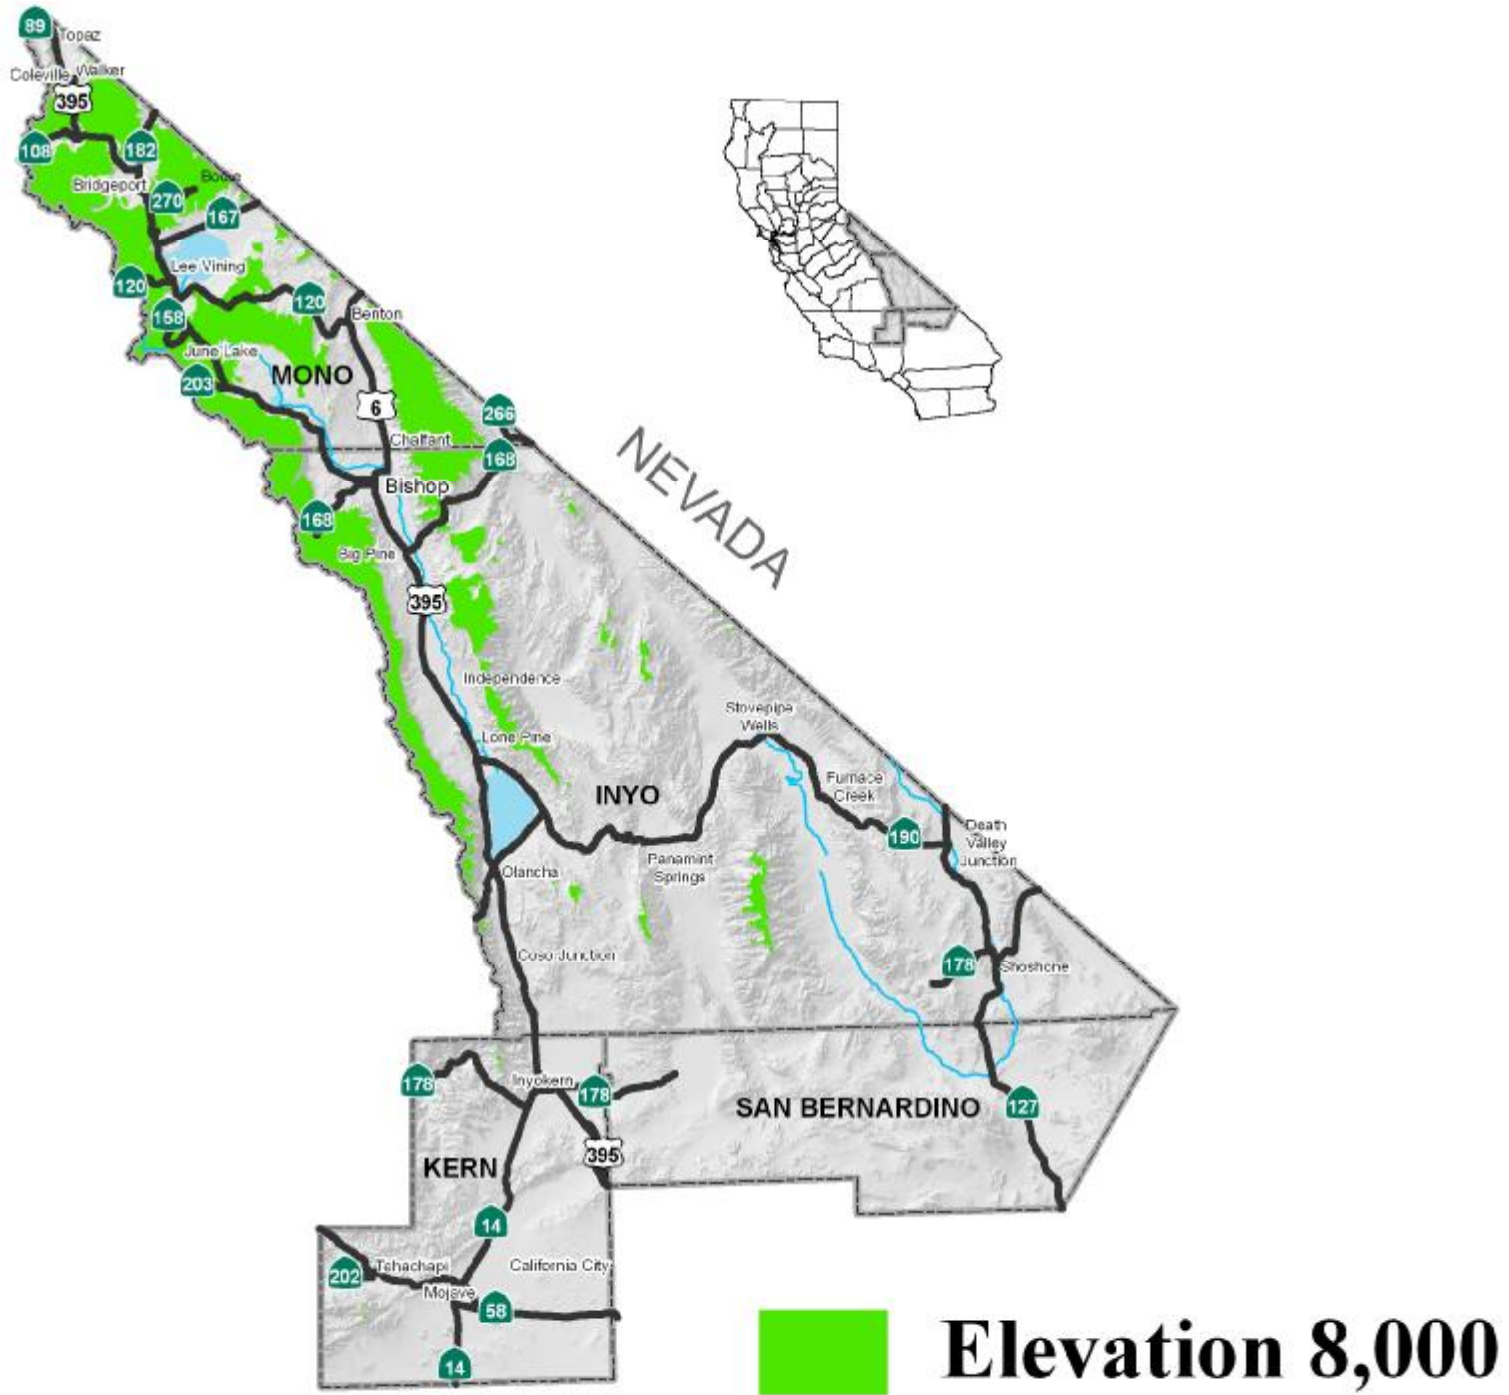 89
Topaz
Coleville
Walker
395
108
182
Bridgeport
Bodie
270
167
Lee Vining
120
158
120
Benton
June Lake
MONO
203
6
266
Chalfant
168
Bishop
NEVADA
168
Big Pine
395
Independence
Stovepipe
Wells
Lone Pine
INYO
Furnace
Creek
190
Death
Valley
Junction
Panamint
Springs
Olancha
Coso Junction
178
Shoshone
178
Inyokern
178
SAN BERNARDINO
127
395
KERN
14
Tehachapi
California City
202
Mojave
58
14
Elevation 8,000